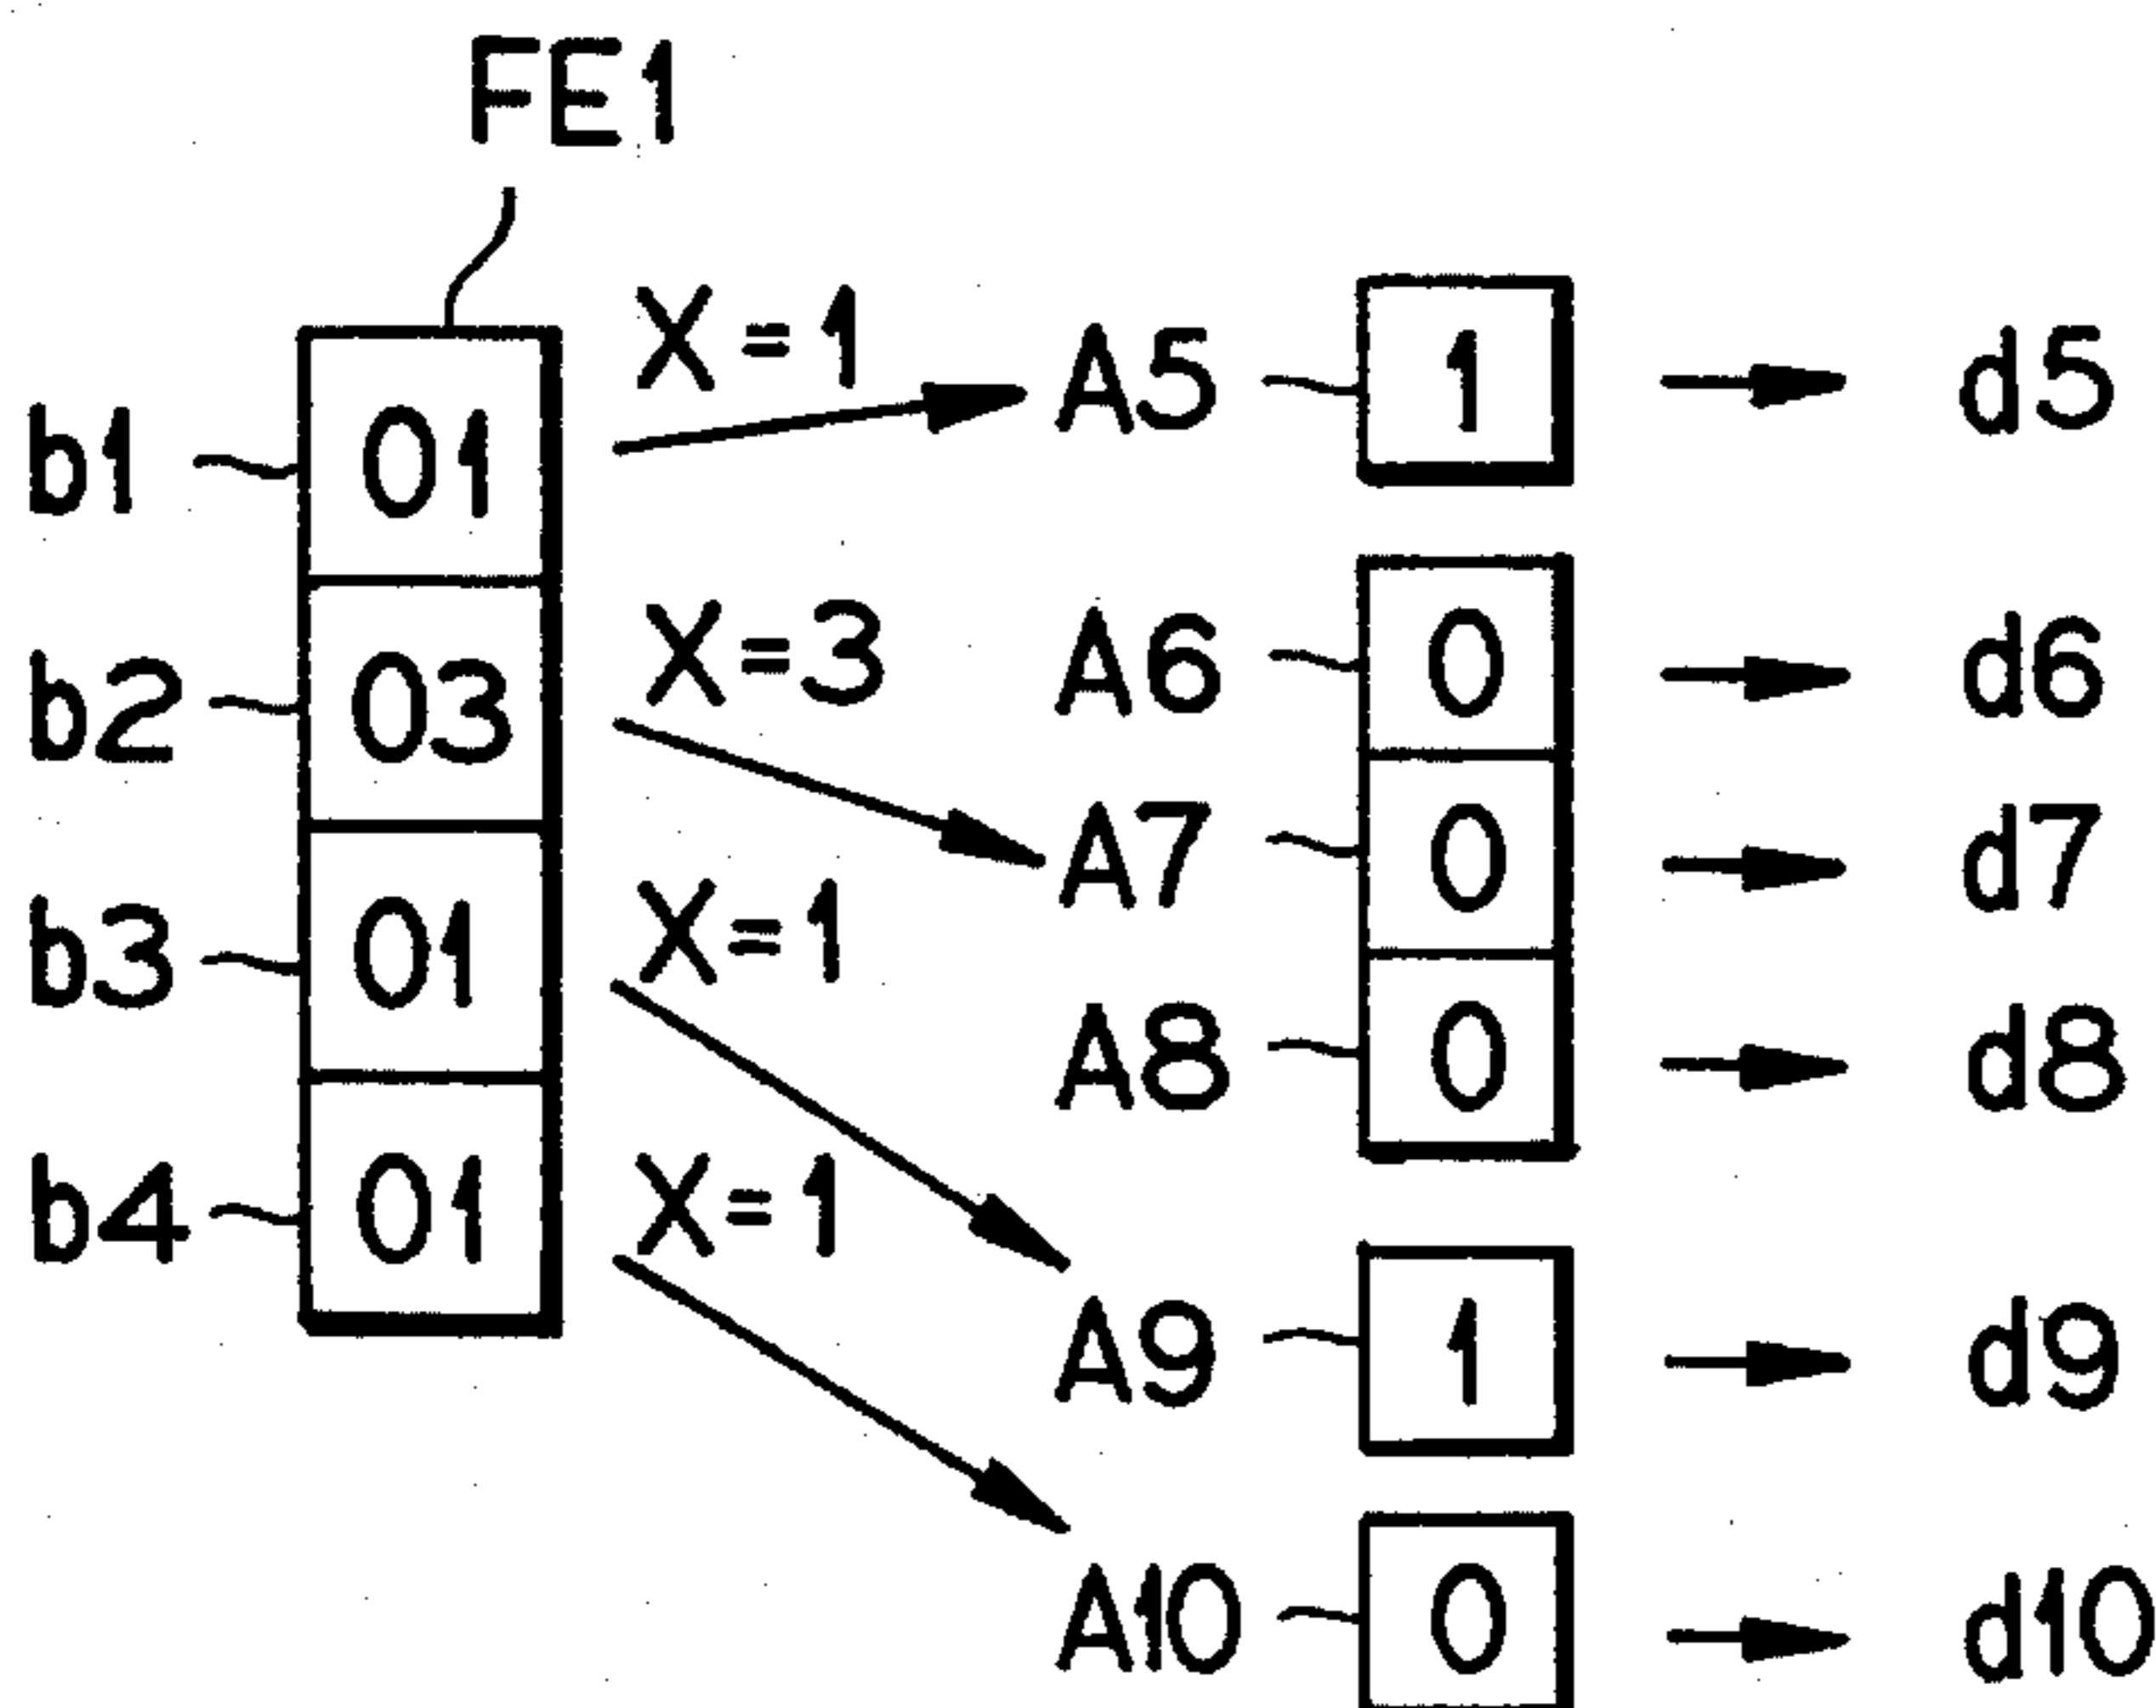 FE1
X=1
A5 1 d5
b1 01
X=3
A6 0 d6
b2 03
A7 0 d7
X=1
b3 01
A8 0 d8
X=1
b4 01
A9 1 d9
A10 0 d10